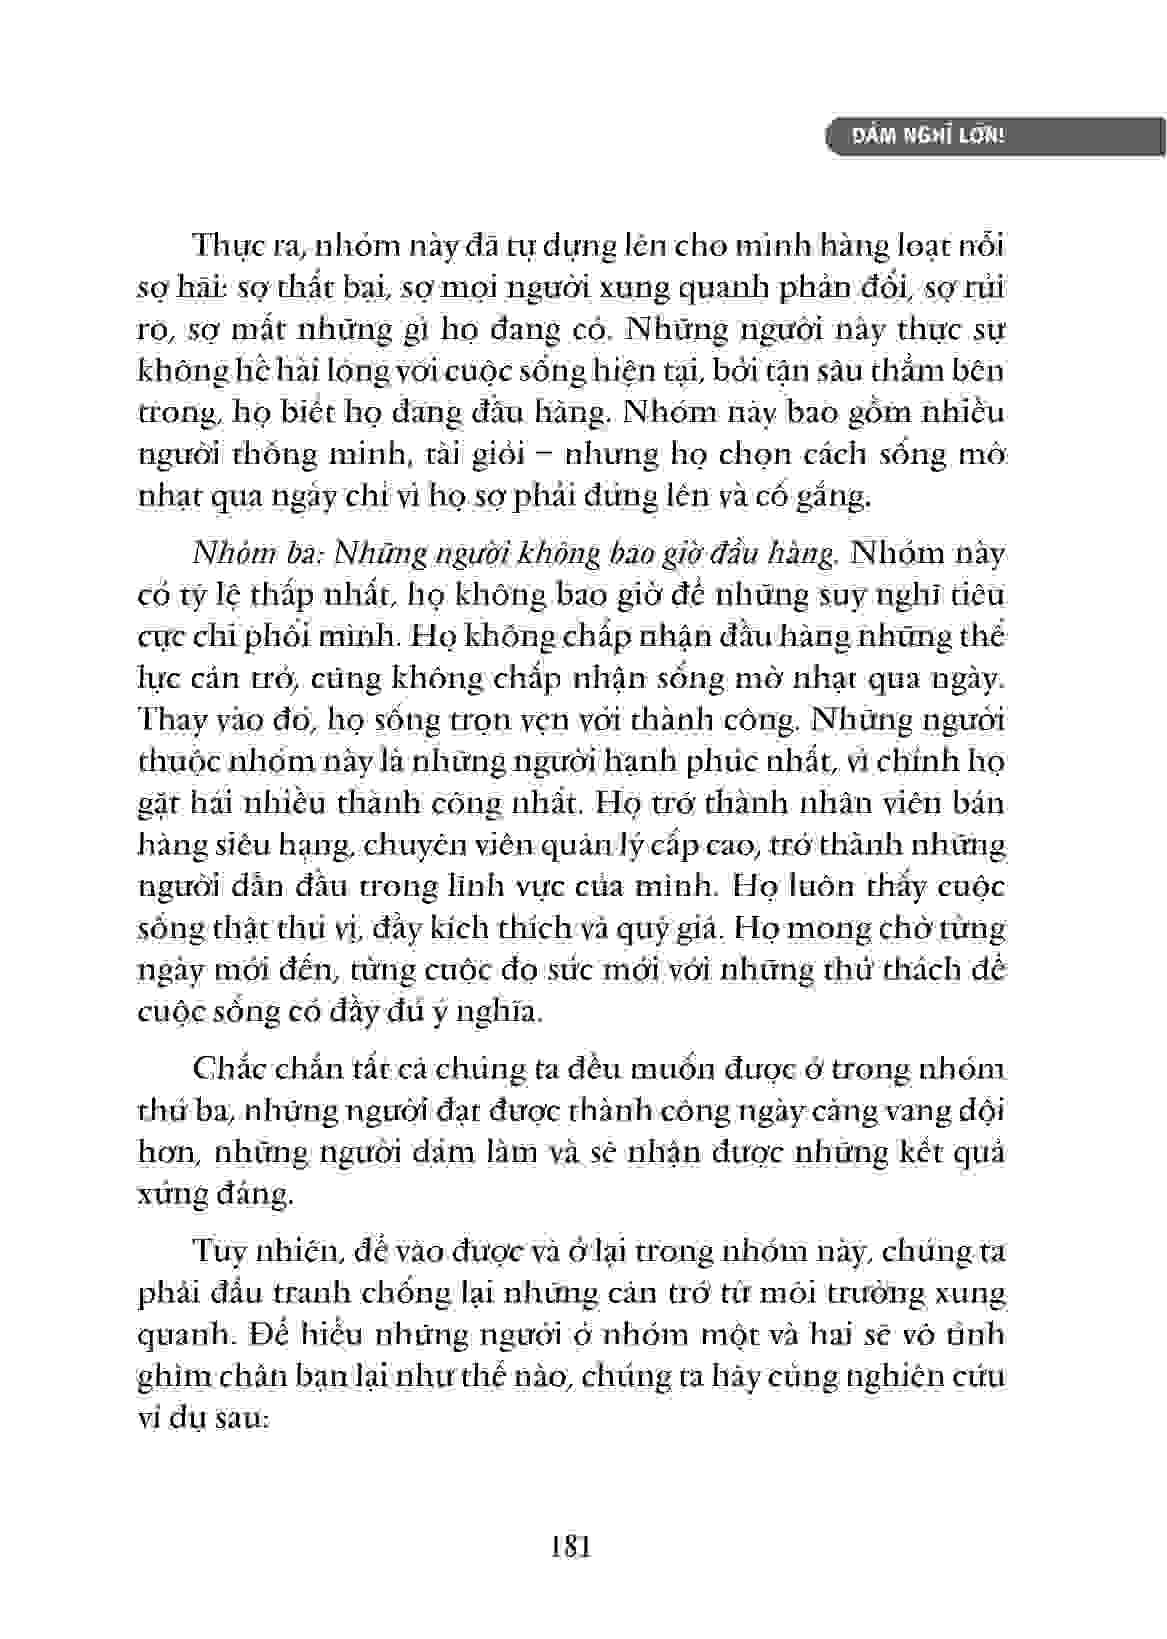 DÁM NGHĨ LỚN!
Thực ra, nhóm này đã tự dựng lên cho mình hàng loạt nỗi
sợ hãi: sợ thất bại, sợ mọi người xung quanh phản đối, sợ rủi
ro, sợ mất những gì họ đang có. Những người này thực sự
không hề hài lòng với cuộc sống hiện tại, bởi tận sâu thẳm bên
trong, họ biết họ đang đầu hàng. Nhóm này bao gồm nhiều
người thông minh, tài giỏi – nhưng họ chọn cách sống mờ
nhạt qua ngày chỉ vì họ sợ phải đứng lên và cố gắng.
Nhóm ba: Những người không bao giờ đầu hàng. Nhóm này
có tỷ lệ thấp nhất, họ không bao giờ để những suy nghĩ tiêu
cực chi phối mình. Họ không chấp nhận đầu hàng những thế
lực cản trở, cũng không chấp nhận sống mờ nhạt qua ngày.
Thay vào đó, họ sống trọn vẹn với thành công. Những người
thuộc nhóm này là những người hạnh phúc nhất, vì chính họ
gặt hái nhiều thành công nhất. Họ trở thành nhân viên bán
hàng siêu hạng, chuyên viên quản lý cấp cao, trở thành những
người dẫn đầu trong lĩnh vực của mình. Họ luôn thấy cuộc
sống thật thú vị, đầy kích thích và quý giá. Họ mong chờ từng
ngày mới đến, từng cuộc đọ sức mới với những thử thách để
cuộc sống có đầy đủ ý nghĩa.
Chắc chắn tất cả chúng ta đều muốn được ở trong nhóm
thứ ba, những người đạt được thành công ngày càng vang dội
hơn, những người dám làm và sẽ nhận được những kết quả
xứng đáng.
Tuy nhiên, để vào được và ở lại trong nhóm này, chúng ta
phải đấu tranh chống lại những cản trở từ môi trường xung
quanh. Để hiểu những người ở nhóm một và hai sẽ vô tình
ghìm chân bạn lại như thế nào, chúng ta hãy cùng nghiên cứu
ví dụ sau:
181